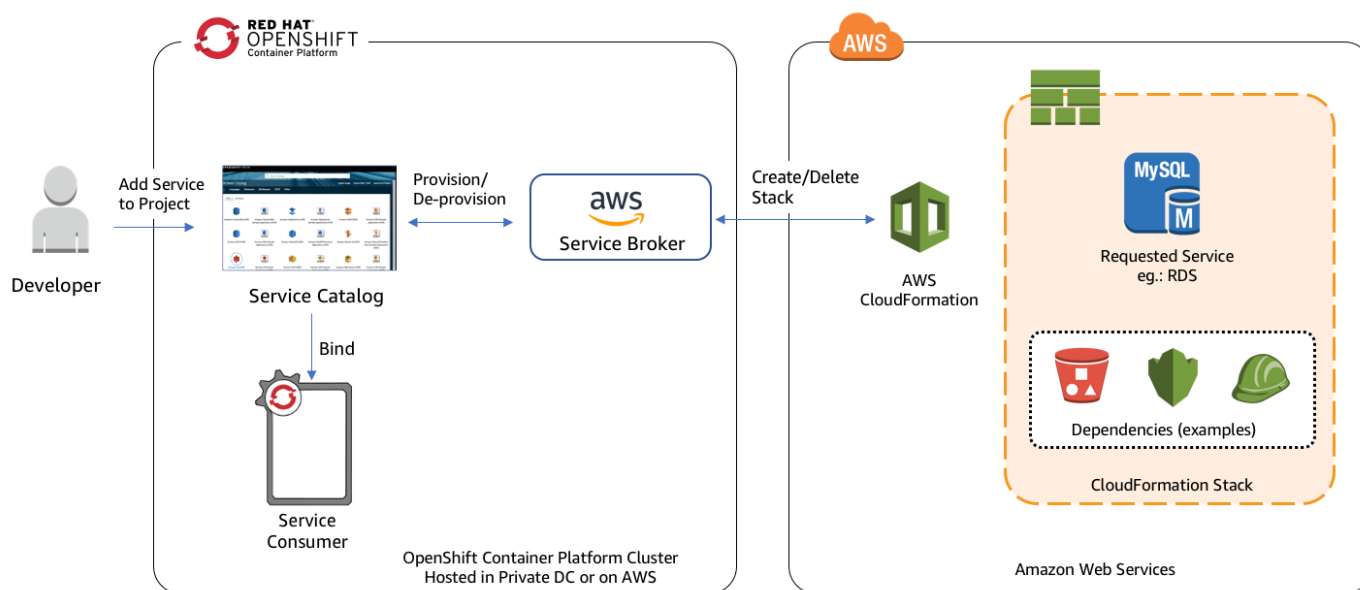 RED HAT®
OPENSHIFT
Container Platform
AWS
Add Service
to Project
Developer
Service Catalog
Provision/
De-provision
aws
Service Broker
Bind
Service
Consumer
OpenShift Container Platform Cluster
Hosted in Private DC or on AWS
Create/Delete
Stack
AWS
CloudFormation
MySQL
M
Requested Service
eg.: RDS
Dependencies (examples)
CloudFormation Stack
Amazon Web Services